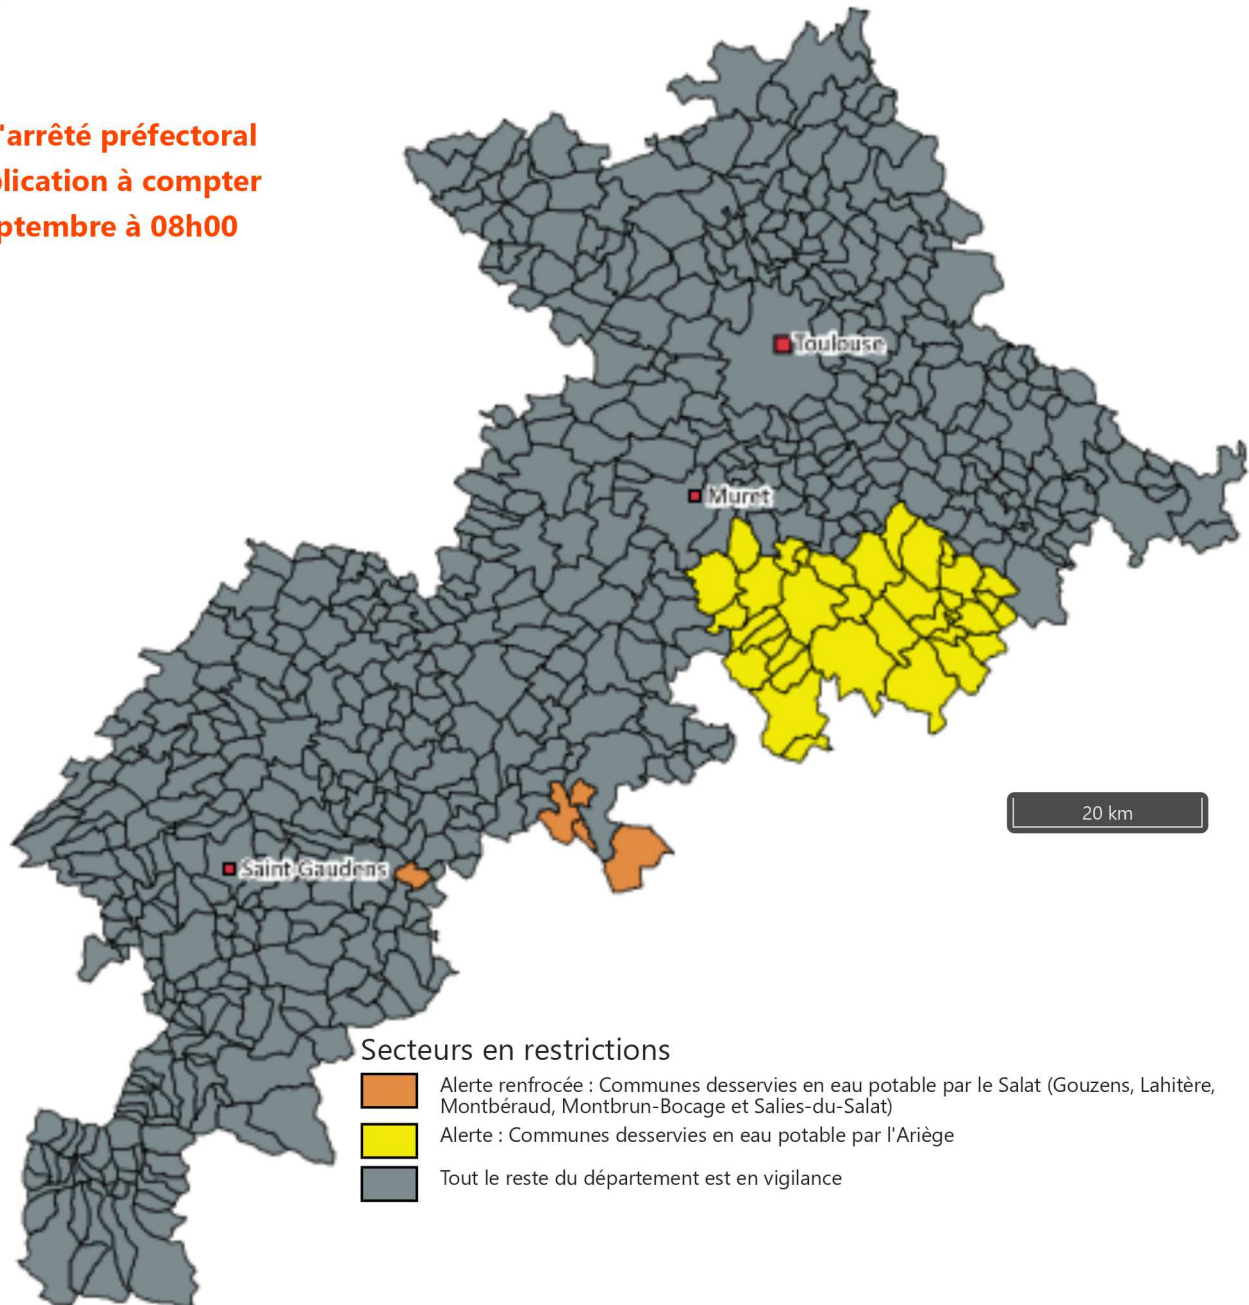 'arrêté préfectoral
plication à compter
ptembre à 08h00
Toulouse
Muret
20 km
Saint-Gaudens
Secteurs en restrictions
Alerte renfrocée : Communes desservies en eau potable par le Salat (Gouzens, Lahitère,
Montbéraud, Montbrun-Bocage et Salies-du-Salat)
Alerte : Communes desservies en eau potable par l'Ariège
Tout le reste du département est en vigilance